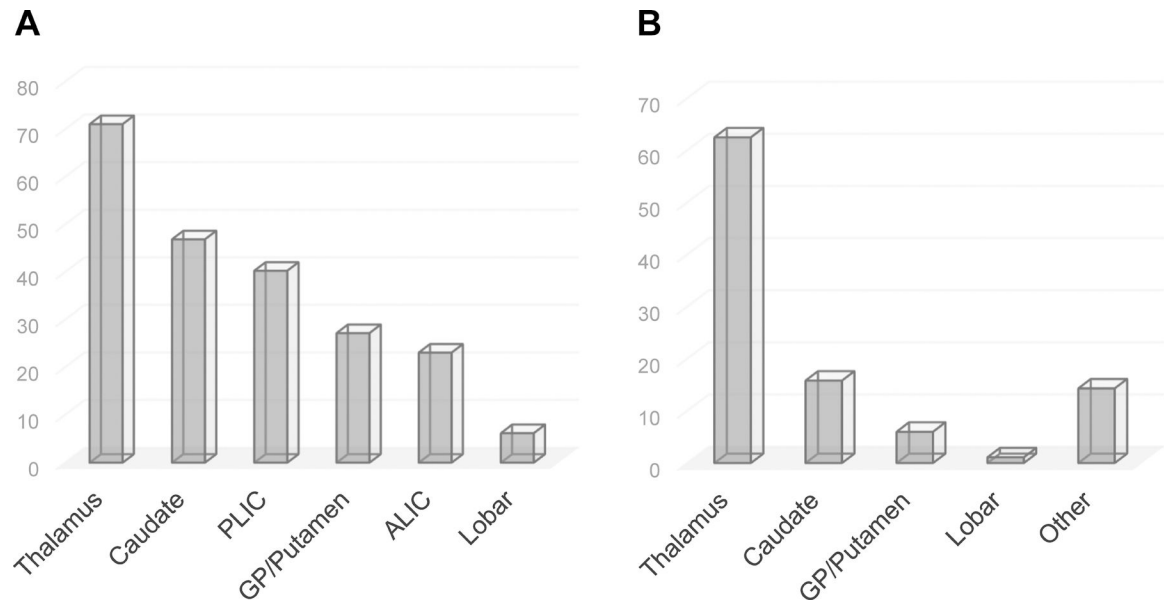 A
80
70
60
50
40
30
20
10
0
Thalamus
Caudate
PLIC
GP/Putamen
ALIC
Lobar
B
70
60
50
40
30
20
10
0
Thalamus
Caudate
GP/Putamen
Lobar
Other